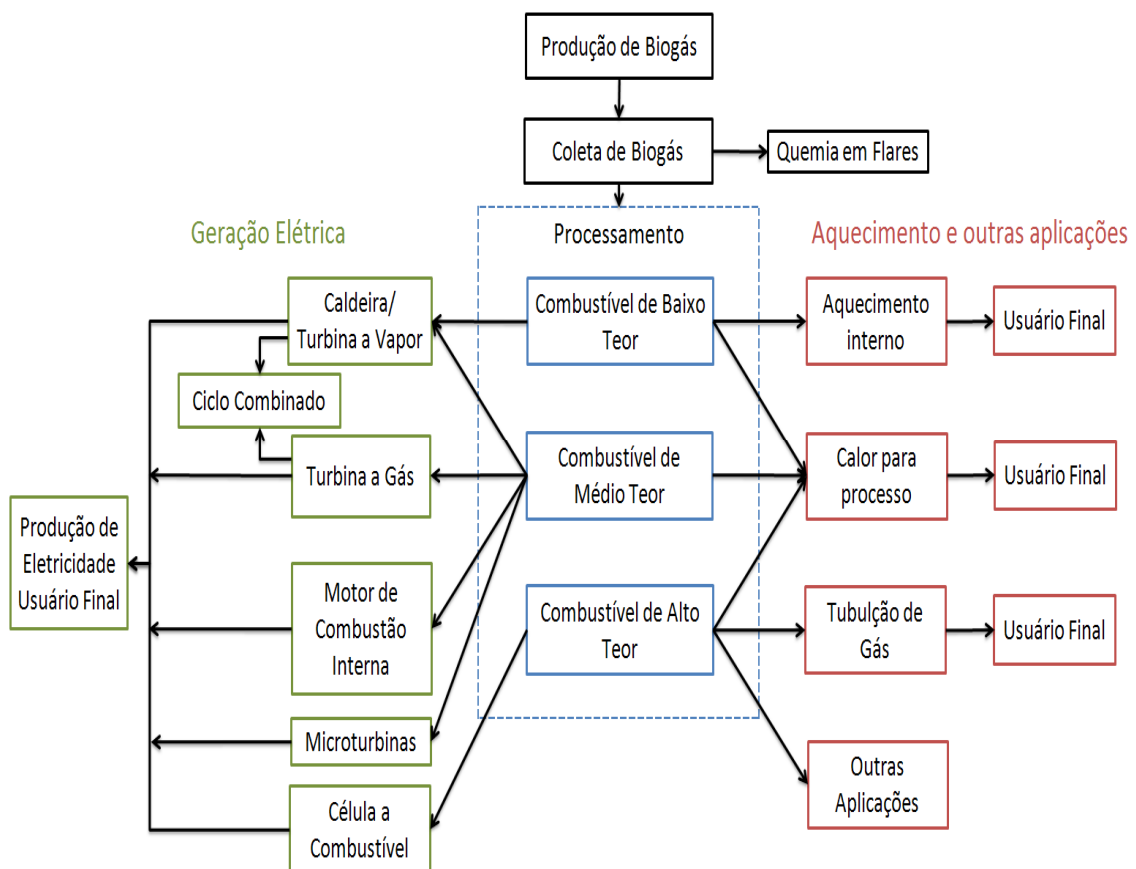 Produção de Biogás
Coleta de Biogás
Quemia em Flares
Geração Elétrica
Processamento
Aquecimento e outras aplicações
Caldeira/
Turbina a Vapor
Combustível de Baixo
Teor
Aquecimento
interno
Usuário Final
Ciclo Combinado
Turbina a Gás
Combustível de
Médio Teor
Calor para
processo
Usuário Final
Produção de
Eletricidade
Usuário Final
Motor de
Combustão
Interna
Combustível de Alto
Teor
Tubulção de
Gás
Usuário Final
Microturbinas
Outras
Aplicações
Célula a
Combustível